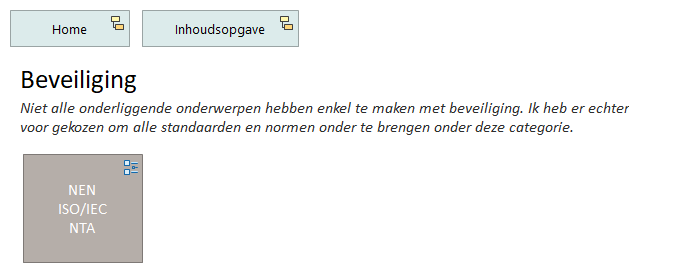 Home
Inhoudsopgave
Beveiliging
Niet alle onderliggende onderwerpen hebben enkel te maken met beveiliging. Ik heb er echter
voor gekozen om alle standaarden en normen onder te brengen onder deze categorie.
NEN
ISO/IEC
NTA